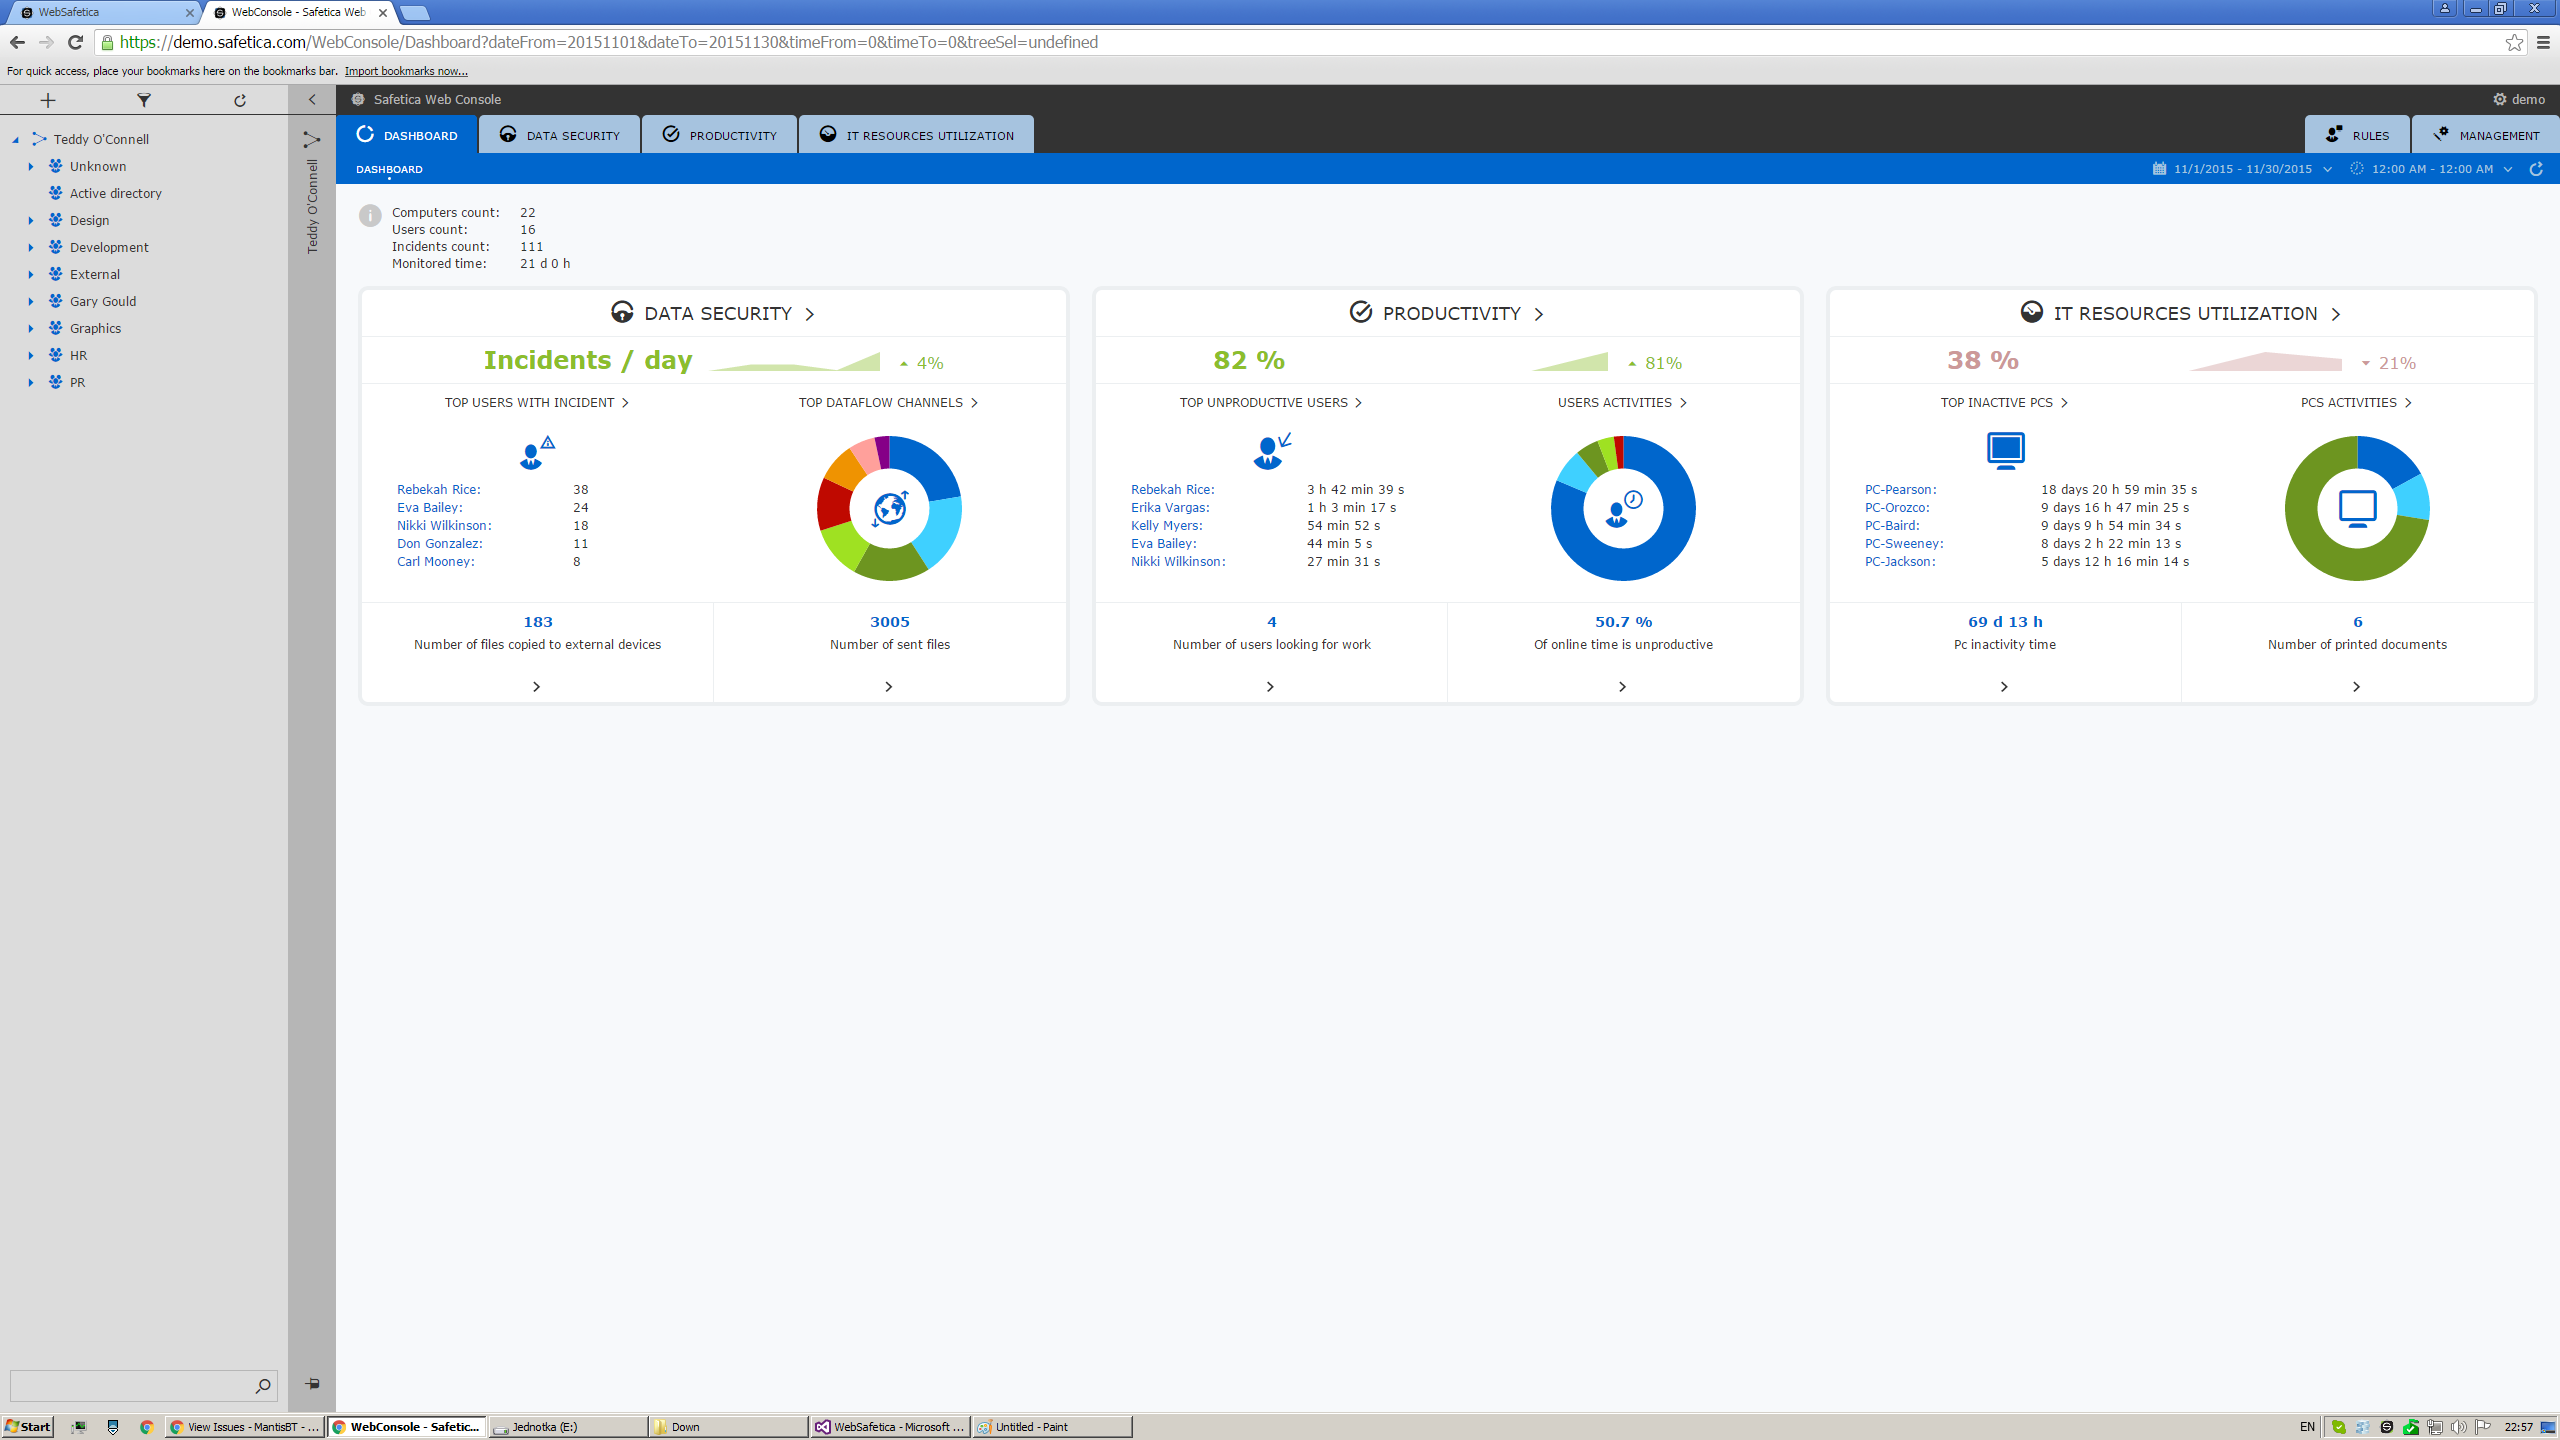 WebSafetica
WebConsole - Safetica Web
https://demo.safetica.com/WebConsole/Dashboard?dateFrom=20151101&dateTo=20151130&timeFrom=0&timeTo=0&treeSel=undefined
For quick access, place your bookmarks here on the bookmarks bar. Import bookmarks now...
Safetica Web Console
demo
Teddy O'Connell
Unknown
Active directory
Design
Development
External
Gary Gould
Graphics
HR
PR
Teddy O'Connell
DASHBOARD
DATA SECURITY
PRODUCTIVITY
IT RESOURCES UTILIZATION
RULES
MANAGEMENT
DASHBOARD
11/1/2015 - 11/30/2015
12:00 AM - 12:00 AM
Computers count: 22
Users count: 16
Incidents count: 111
Monitored time: 21 d 0 h
DATA SECURITY
Incidents / day
4%
TOP USERS WITH INCIDENT
TOP DATAFLOW CHANNELS
Rebekah Rice: 38
Eva Bailey: 24
Nikki Wilkinson: 18
Don Gonzalez: 11
Carl Mooney: 8
183
Number of files copied to external devices
3005
Number of sent files
PRODUCTIVITY
82 %
81%
TOP UNPRODUCTIVE USERS
USERS ACTIVITIES
Rebekah Rice: 3 h 42 min 39 s
Erika Vargas: 1 h 3 min 17 s
Kelly Myers: 54 min 52 s
Eva Bailey: 44 min 5 s
Nikki Wilkinson: 27 min 31 s
4
Number of users looking for work
50.7 %
Of online time is unproductive
IT RESOURCES UTILIZATION
38 %
21%
TOP INACTIVE PCS
PCS ACTIVITIES
PC-Pearson: 18 days 20 h 59 min 35 s
PC-Orozco: 9 days 16 h 47 min 25 s
PC-Baird: 9 days 9 h 54 min 34 s
PC-Sweeney: 8 days 2 h 22 min 13 s
PC-Jackson: 5 days 12 h 16 min 14 s
69 d 13 h
Pc inactivity time
6
Number of printed documents
Start
View Issues - MantisBT - ...
WebConsole - Safetic...
Jednotka (E:)
Down
WebSafetica - Microsoft ...
Untitled - Paint
EN
22:57